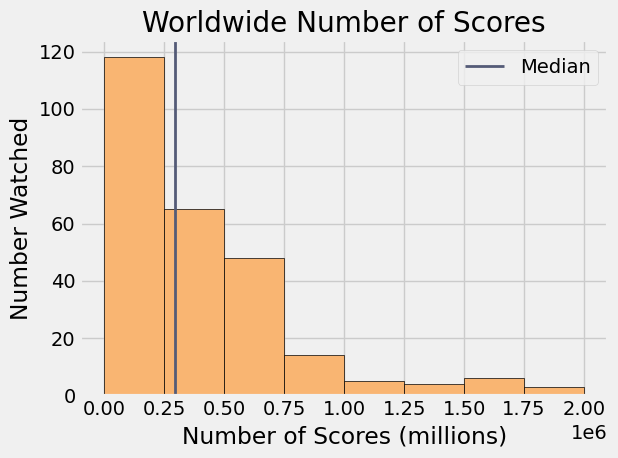 Worldwide Number of Scores
Median
Number Watched
120
100
80
60
40
20
0
0.00 0.25 0.50 0.75 1.00 1.25 1.50 1.75 2.00
1e6
Number of Scores (millions)